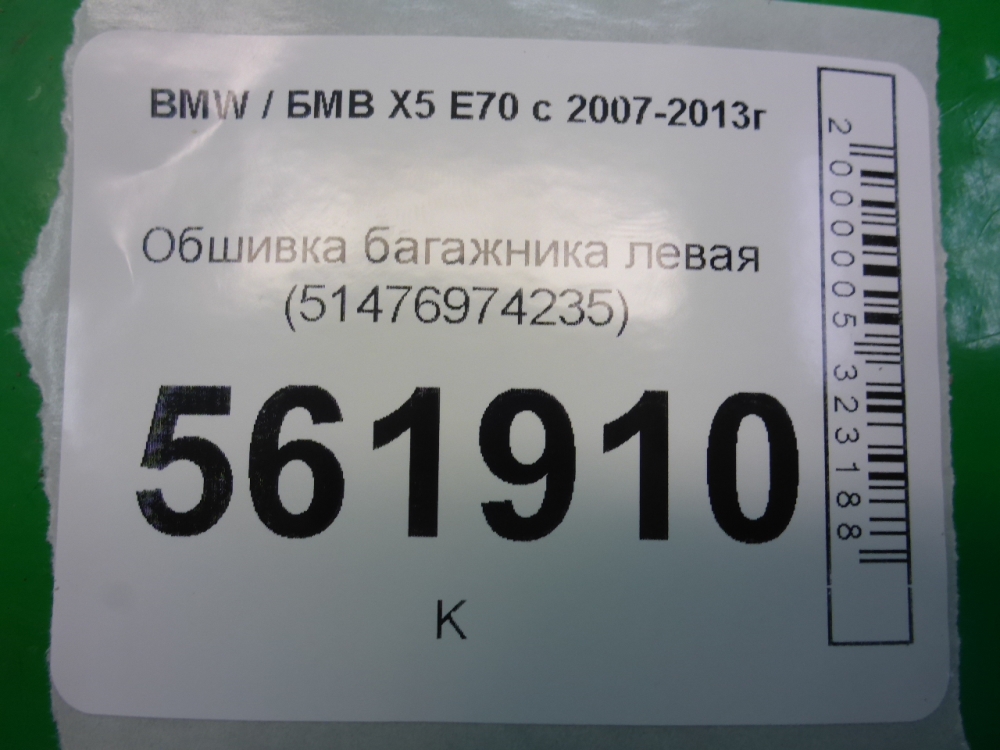 BMW / БМВ X5 E70 с 2007-2013г
Обшивка багажника левая
(51476974235)
561910
К
2000005323188